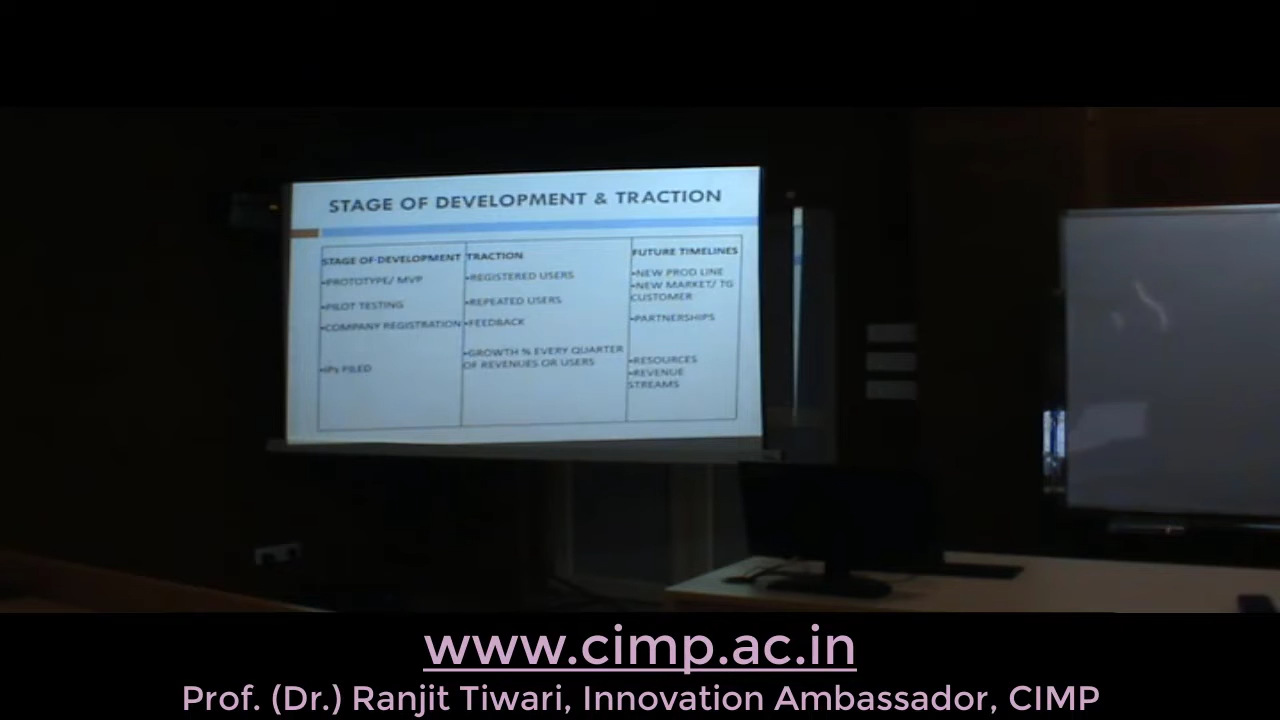 STAGE OF DEVELOPMENT & TRACTION
STAGE OF DEVELOPMENT
•PROTOTYPE/ MVP
•PILOT TESTING
•COMPANY REGISTRATION
•IPs FILED
TRACTION
•REGISTERED USERS
•REPEATED USERS
•FEEDBACK
•GROWTH % EVERY QUARTER
OF REVENUES OR USERS
FUTURE TIMELINES
•NEW PROD LINE
•NEW MARKET/ TG
CUSTOMER
•PARTNERSHIPS
•RESOURCES
•REVENUE
STREAMS
www.cimp.ac.in
Prof. (Dr.) Ranjit Tiwari, Innovation Ambassador, CIMP